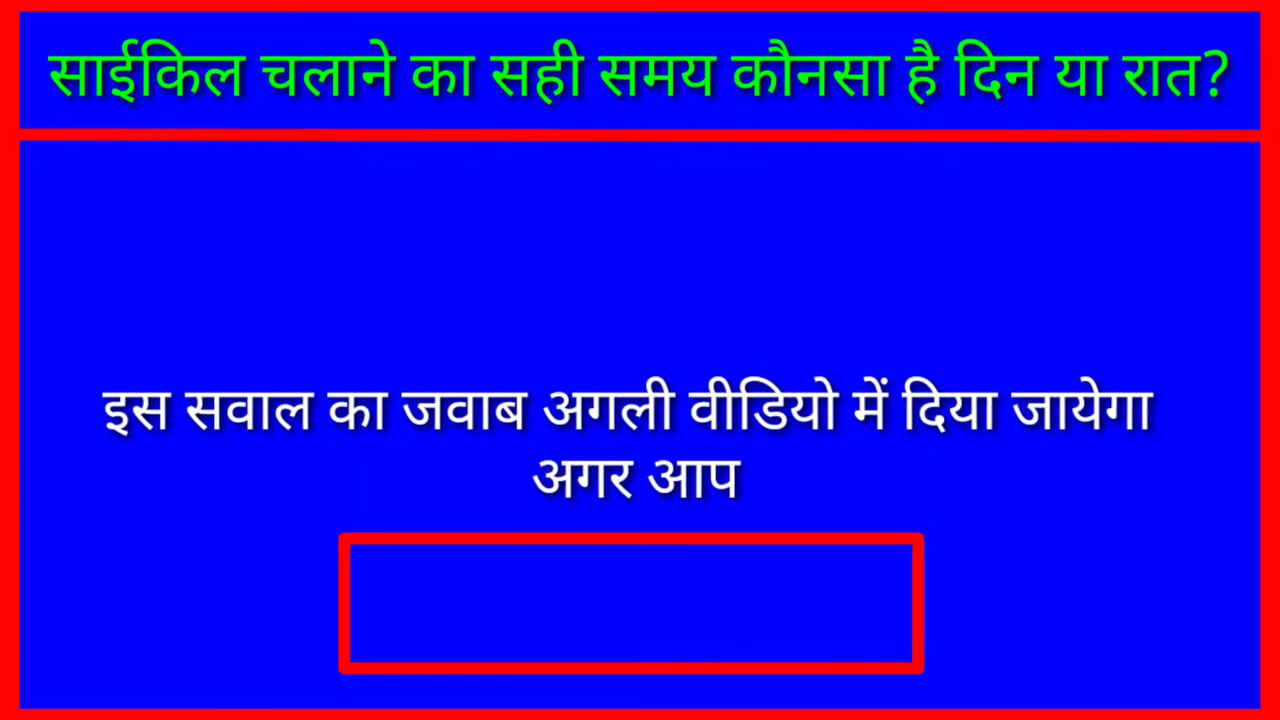 साईकिल चलाने का सही समय कौनसा है दिन या रात?
इस सवाल का जवाब अगली वीडियो में दिया जायेगा
अगर आप